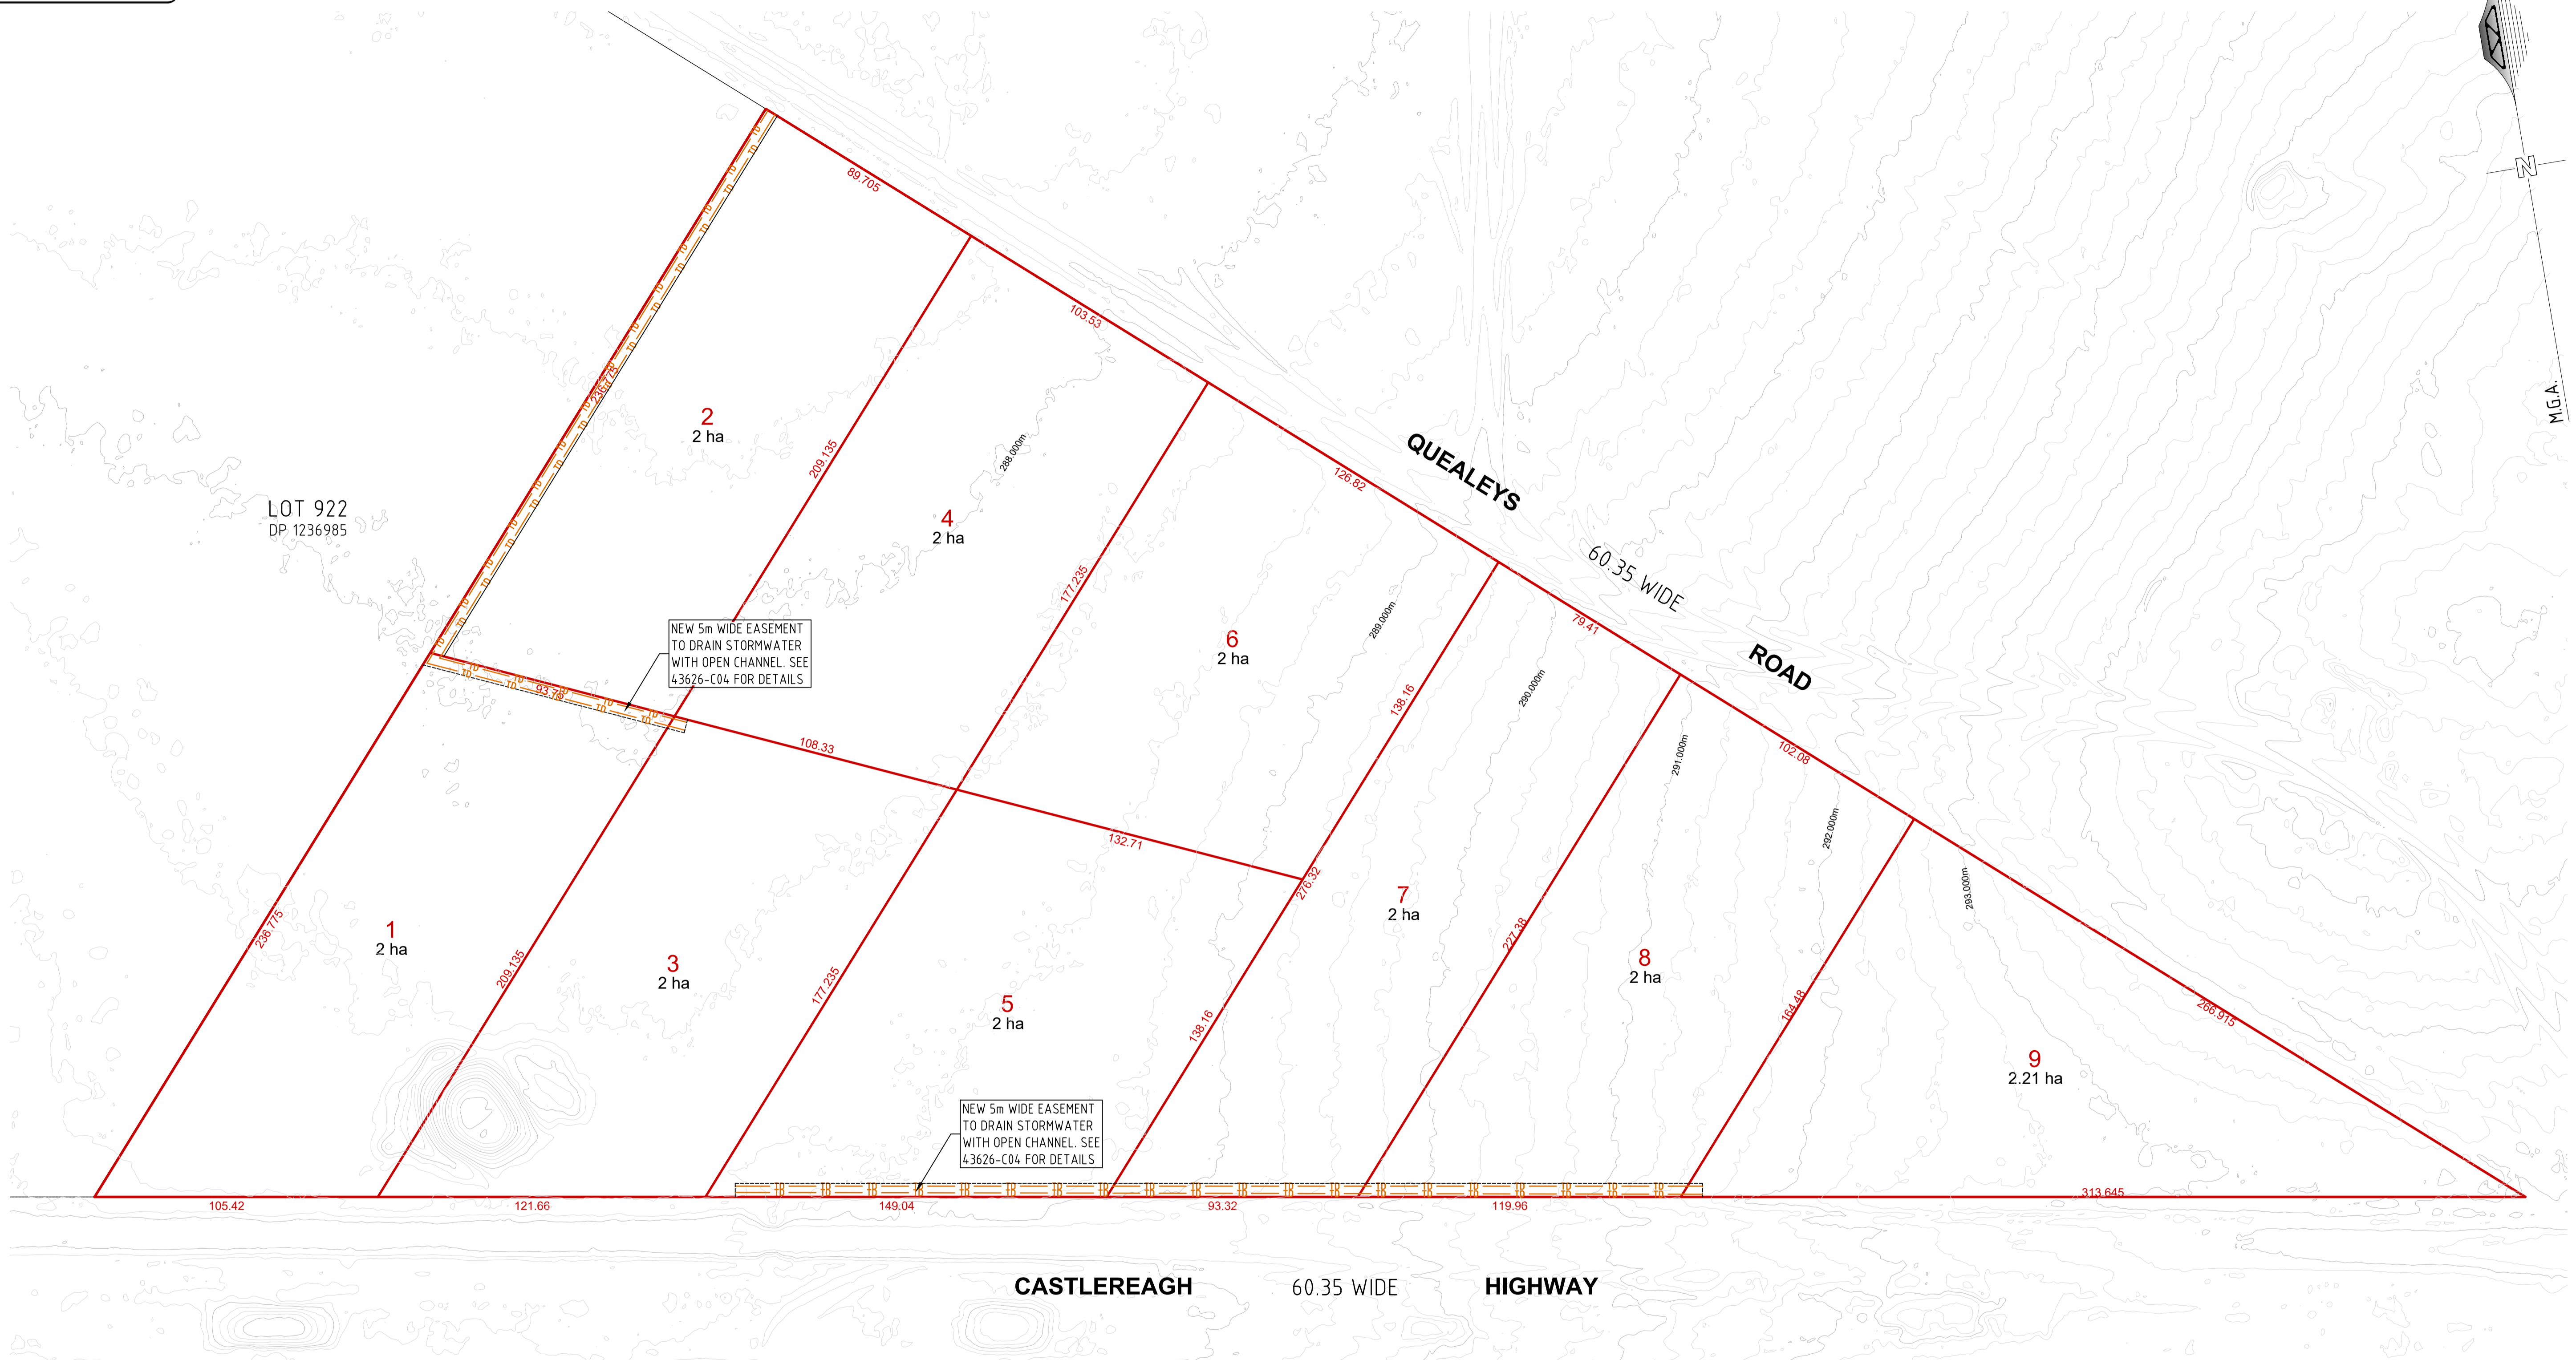 N
M.G.A.
89.705
103.53
236.775
2
2 ha
209.135
288.000m
126.82
QUEALEYS
LOT 922
DP 1236985
4
2 ha
177.235
60.35 WIDE
289.000m
79.41
6
2 ha
NEW 5m WIDE EASEMENT
TO DRAIN STORMWATER
WITH OPEN CHANNEL. SEE
43626-C04 FOR DETAILS
ROAD
290.000m
138.16
93.79
108.33
291.000m
102.08
132.71
292.000m
276.32
293.000m
7
2 ha
236.775
1
2 ha
227.38
209.135
3
2 ha
177.235
8
2 ha
5
2 ha
138.16
164.48
266.915
9
2.21 ha
NEW 5m WIDE EASEMENT
TO DRAIN STORMWATER
WITH OPEN CHANNEL. SEE
43626-C04 FOR DETAILS
105.42
121.66
149.04
93.32
119.96
313.645
CASTLEREAGH 60.35 WIDE HIGHWAY